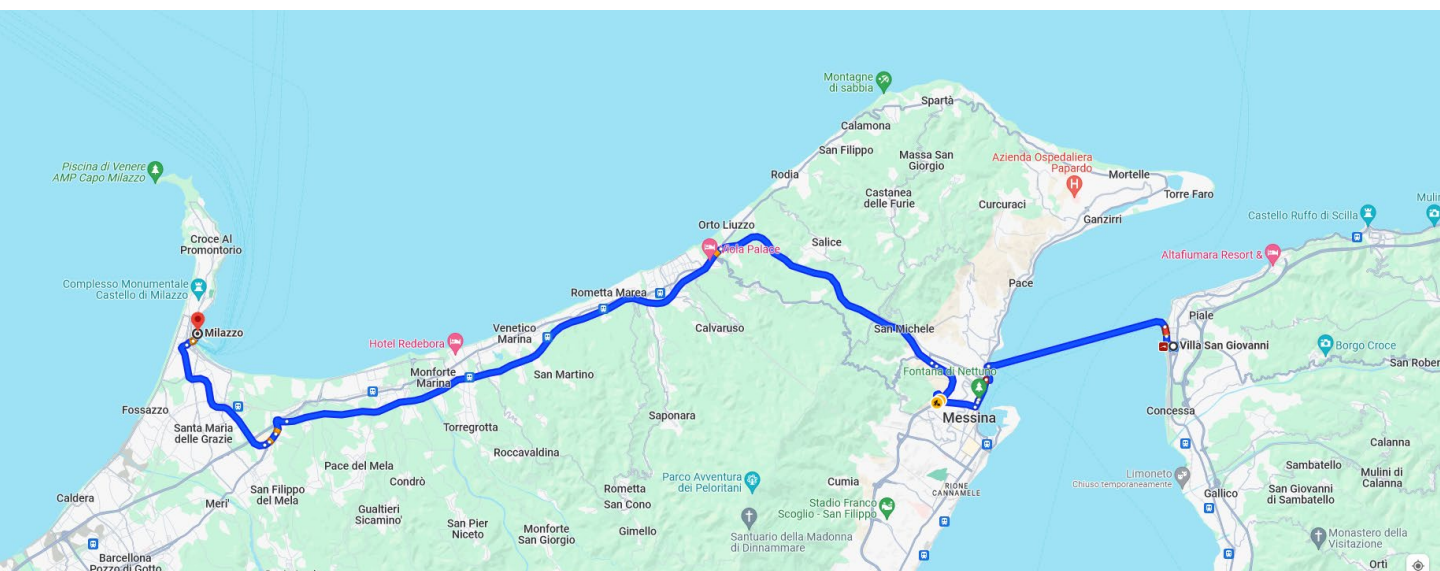 Montagne
di sabbia
Spartà
Calamona
San Filippo
Massa San
Giorgio
Azienda Ospedaliera
Papardo
H
Mortelle
Piscina di Venere
AMP Capo Milazzo
Rodia
Castanea
delle Furie
Curcuraci
Torre Faro
Ganzirri
Castello Ruffo di Scilla
Orto Liuzzo
Salice
Croce Al
Promontorio
Altafiumara Resort &
Complesso Monumentale
Castello di Milazzo
Rometta Marea
Pace
Piale
Milazzo
Venetico
Marina
Calvaruso
San Michele
Villa San Giovanni
Borgo Croce
Hotel Redebora
San Rober
Monforte
Marina
San Martino
Fontana di Nettuno
Fossazzo
Messina
Concessa
Santa Maria
delle Grazie
Torregrotta
Saponara
Roccavaldina
Calanna
Pace del Mela
Condrò
Parco Avventura
dei Peloritani
Cumia
RIONE
CANNAMELE
Limoneto
Chiuso temporaneamente
Sambatello
Mulini di
Calanna
Caldera
Meri'
San Filippo
del Mela
Rometta
San Cono
Stadio Franco
Scoglio - San Filippo
Gallico
San Giovanni
di Sambatello
Gualtieri
Sicamino'
San Pier
Niceto
Monforte
San Giorgio
Gimello
Santuario della Madonna
di Dinnammare
Monastero della
Visitazione
Barcellona
Pozzo di Gotto
Ortì